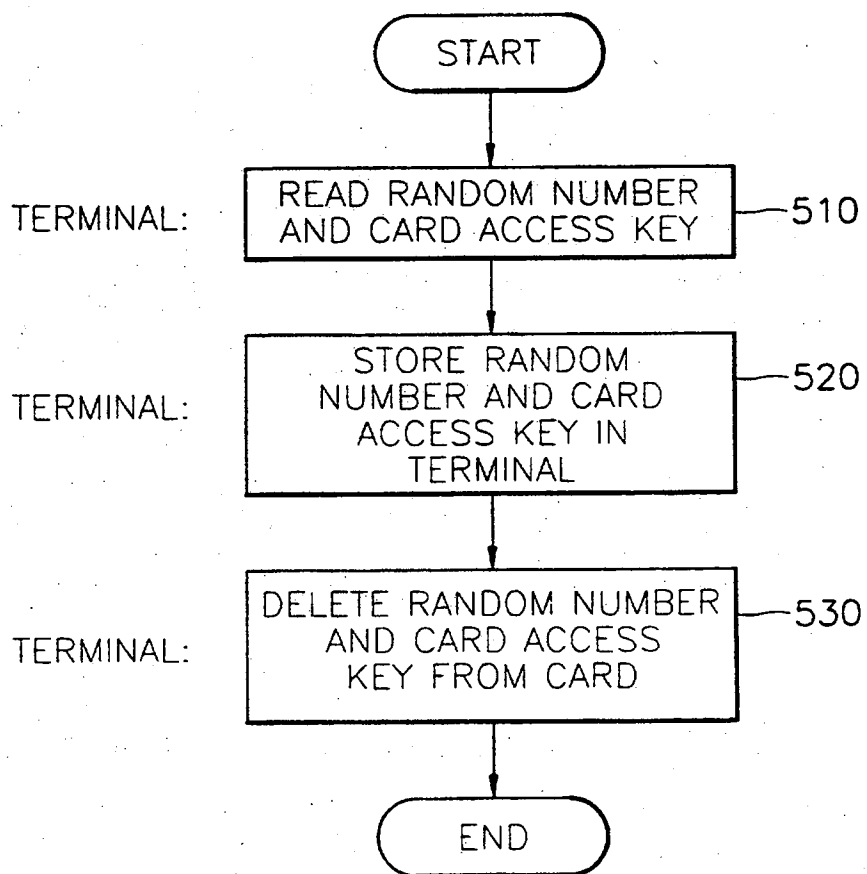 START
TERMINAL:
READ RANDOM NUMBER
AND CARD ACCESS KEY
510
TERMINAL:
STORE RANDOM
NUMBER AND CARD
ACCESS KEY IN
TERMINAL
520
TERMINAL:
DELETE RANDOM NUMBER
AND CARD ACCESS
KEY FROM CARD
530
END